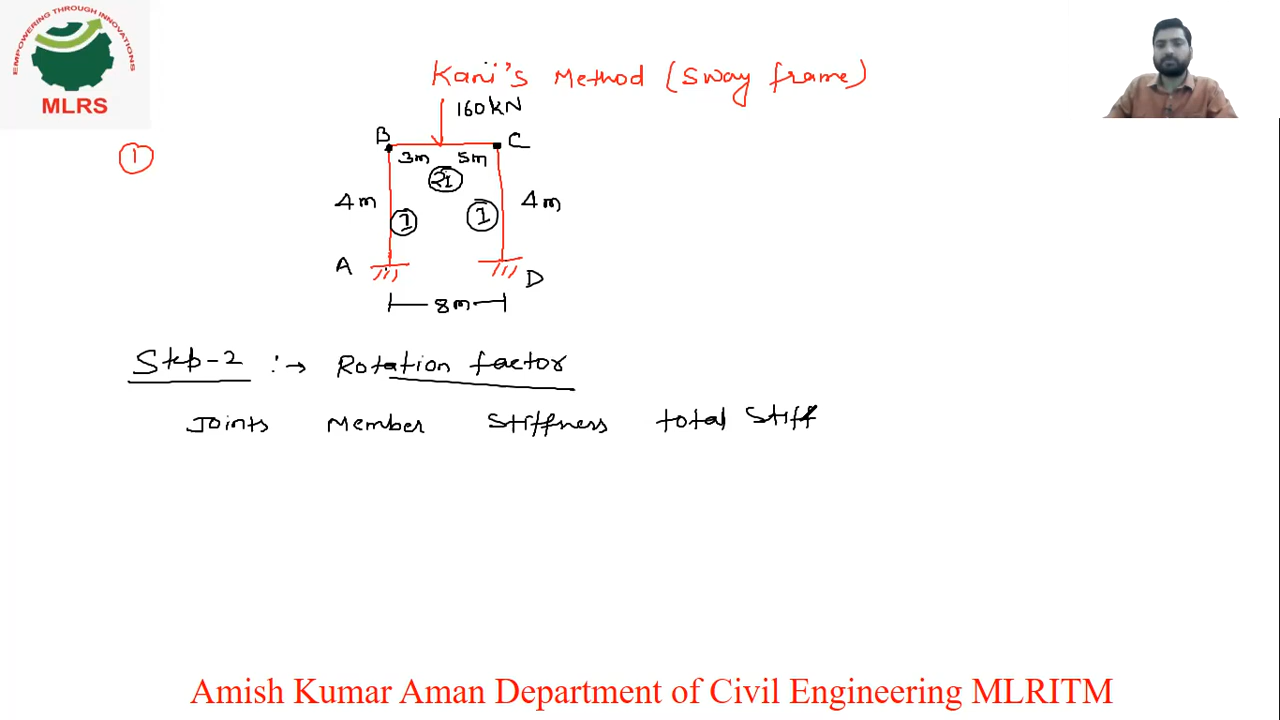 EMPOWERING THROUGH INNOVATIONS
MLRS
Kani's Method (Sway frame)
160kN
B
C
3m 5m
1
2I
4m
4m
I
I
A
D
8m
Step-2 :→ Rotation factor
Joints Member Stiffness total Stiff
Amish Kumar Aman Department of Civil Engineering MLRITM